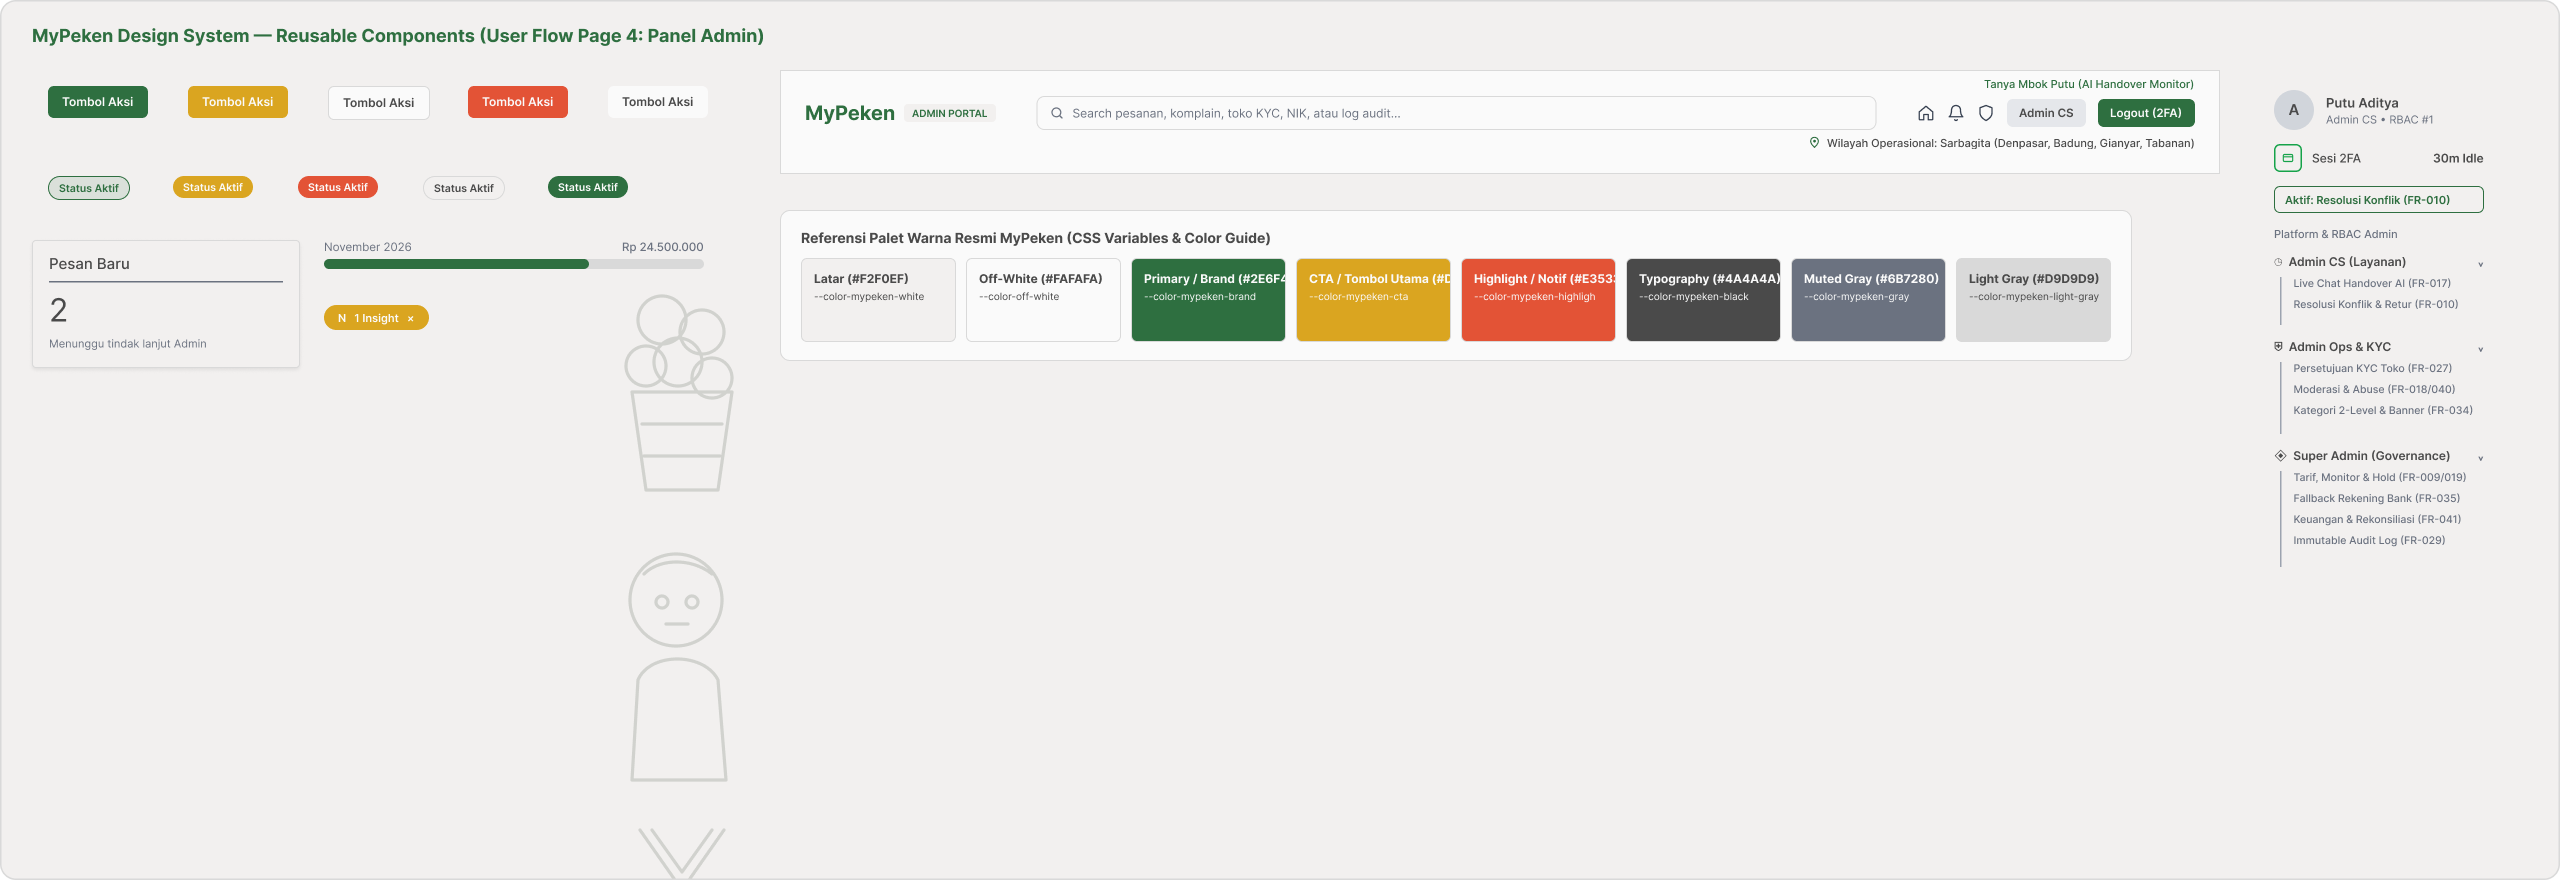 MyPeken Design System — Reusable Components (User Flow Page 4: Panel Admin)
Tombol Aksi
Tombol Aksi
Tombol Aksi
Tombol Aksi
Tombol Aksi
Status Aktif
Status Aktif
Status Aktif
Status Aktif
Status Aktif
Pesan Baru
2
Menunggu tindak lanjut Admin
November 2026
Rp 24.500.000
N 1 Insight ×
Tanya Mbok Putu (AI Handover Monitor)
MyPeken
ADMIN PORTAL
Search pesanan, komplain, toko KYC, NIK, atau log audit...
Admin CS
Logout (2FA)
Wilayah Operasional: Sarbagita (Denpasar, Badung, Gianyar, Tabanan)
Referensi Palet Warna Resmi MyPeken (CSS Variables & Color Guide)
Latar (#F2F0EF)
--color-mypeken-white
Off-White (#FAFAFA)
--color-off-white
Primary / Brand (#2E6F4
--color-mypeken-brand
CTA / Tombol Utama (#D
--color-mypeken-cta
Highlight / Notif (#E353
--color-mypeken-highligh
Typography (#4A4A4A)
--color-mypeken-black
Muted Gray (#6B7280)
--color-mypeken-gray
Light Gray (#D9D9D9)
--color-mypeken-light-gray
A
Putu Aditya
Admin CS • RBAC #1
Sesi 2FA
30m Idle
Aktif: Resolusi Konflik (FR-010)
Platform & RBAC Admin
Admin CS (Layanan)
Live Chat Handover AI (FR-017)
Resolusi Konflik & Retur (FR-010)
Admin Ops & KYC
Persetujuan KYC Toko (FR-027)
Moderasi & Abuse (FR-018/040)
Kategori 2-Level & Banner (FR-034)
Super Admin (Governance)
Tarif, Monitor & Hold (FR-009/019)
Fallback Rekening Bank (FR-035)
Keuangan & Rekonsiliasi (FR-041)
Immutable Audit Log (FR-029)